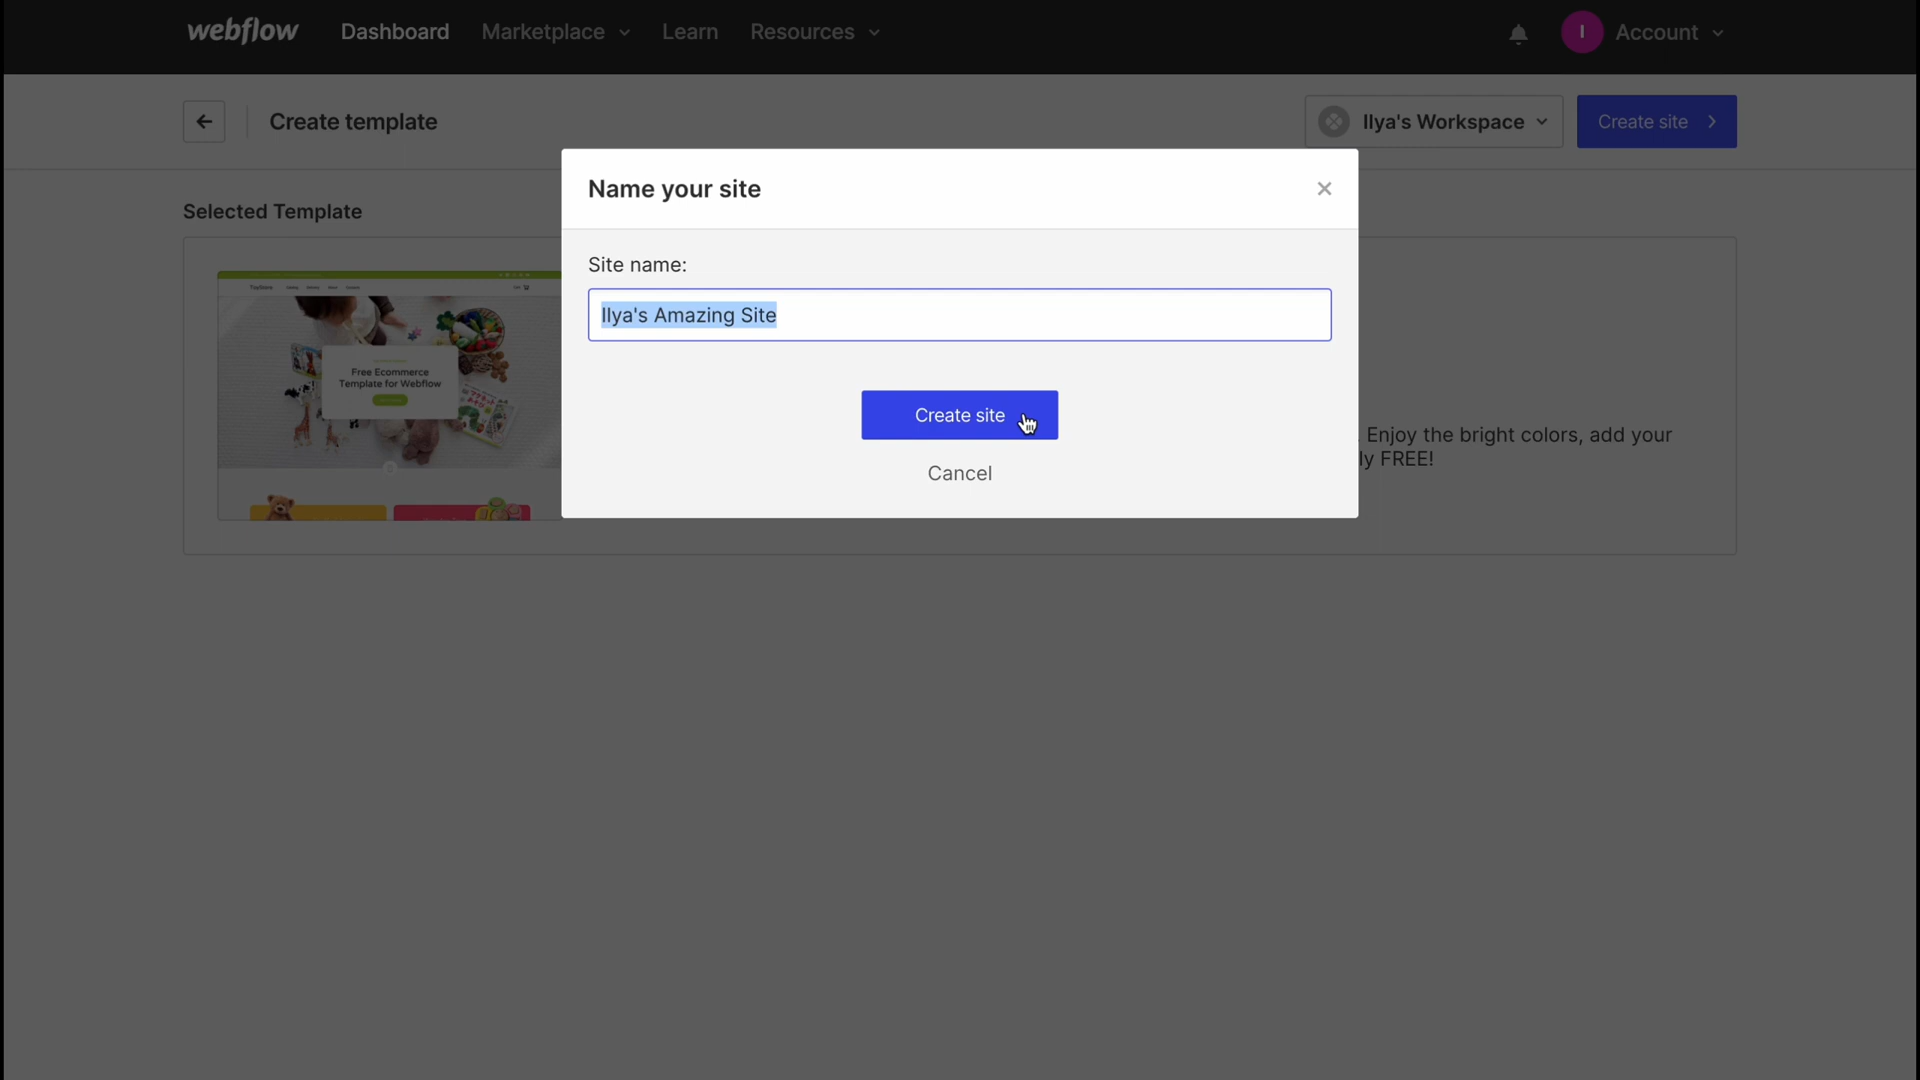 webflow Dashboard Marketplace Learn Resources I Account
Create template Ilya's Workspace Create site
Name your site
Selected Template
Site name:
Ilya's Amazing Site
Free Ecommerce
Template for Webflow
Create site
Enjoy the bright colors, add your
ly FREE!
Cancel